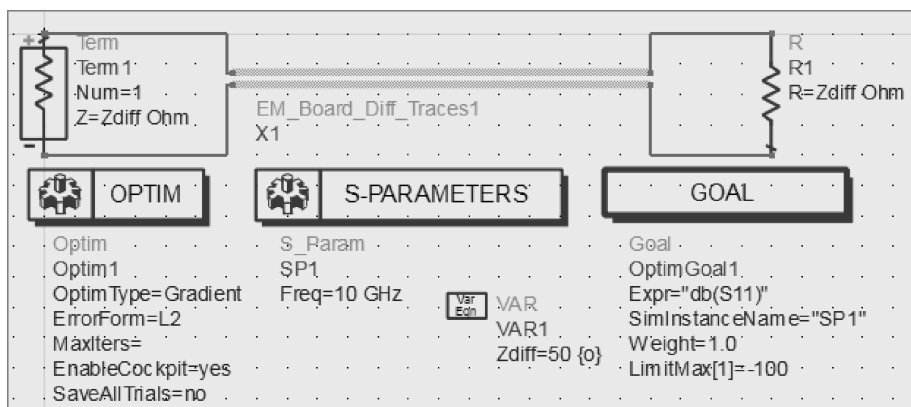 Term
Term1
Num=1
Z=Zdiff Ohm
R
R1
R=Zdiff Ohm
EM_Board_Diff_Traces1
X1
OPTIM
S-PARAMETERS
GOAL
Optim
Optim1
OptimType=Gradient
ErrorForm=L2
MaxIters=
EnableCockpit=yes
SaveAllTrials=no
S_Param
SP1
Freq=10 GHz
Var
Eqn
VAR
VAR1
Zdiff=50 {o}
Goal
OptimGoal1
Expr="db(S11)"
SimInstanceName="SP1"
Weight=1.0
LimitMax[1]=-100